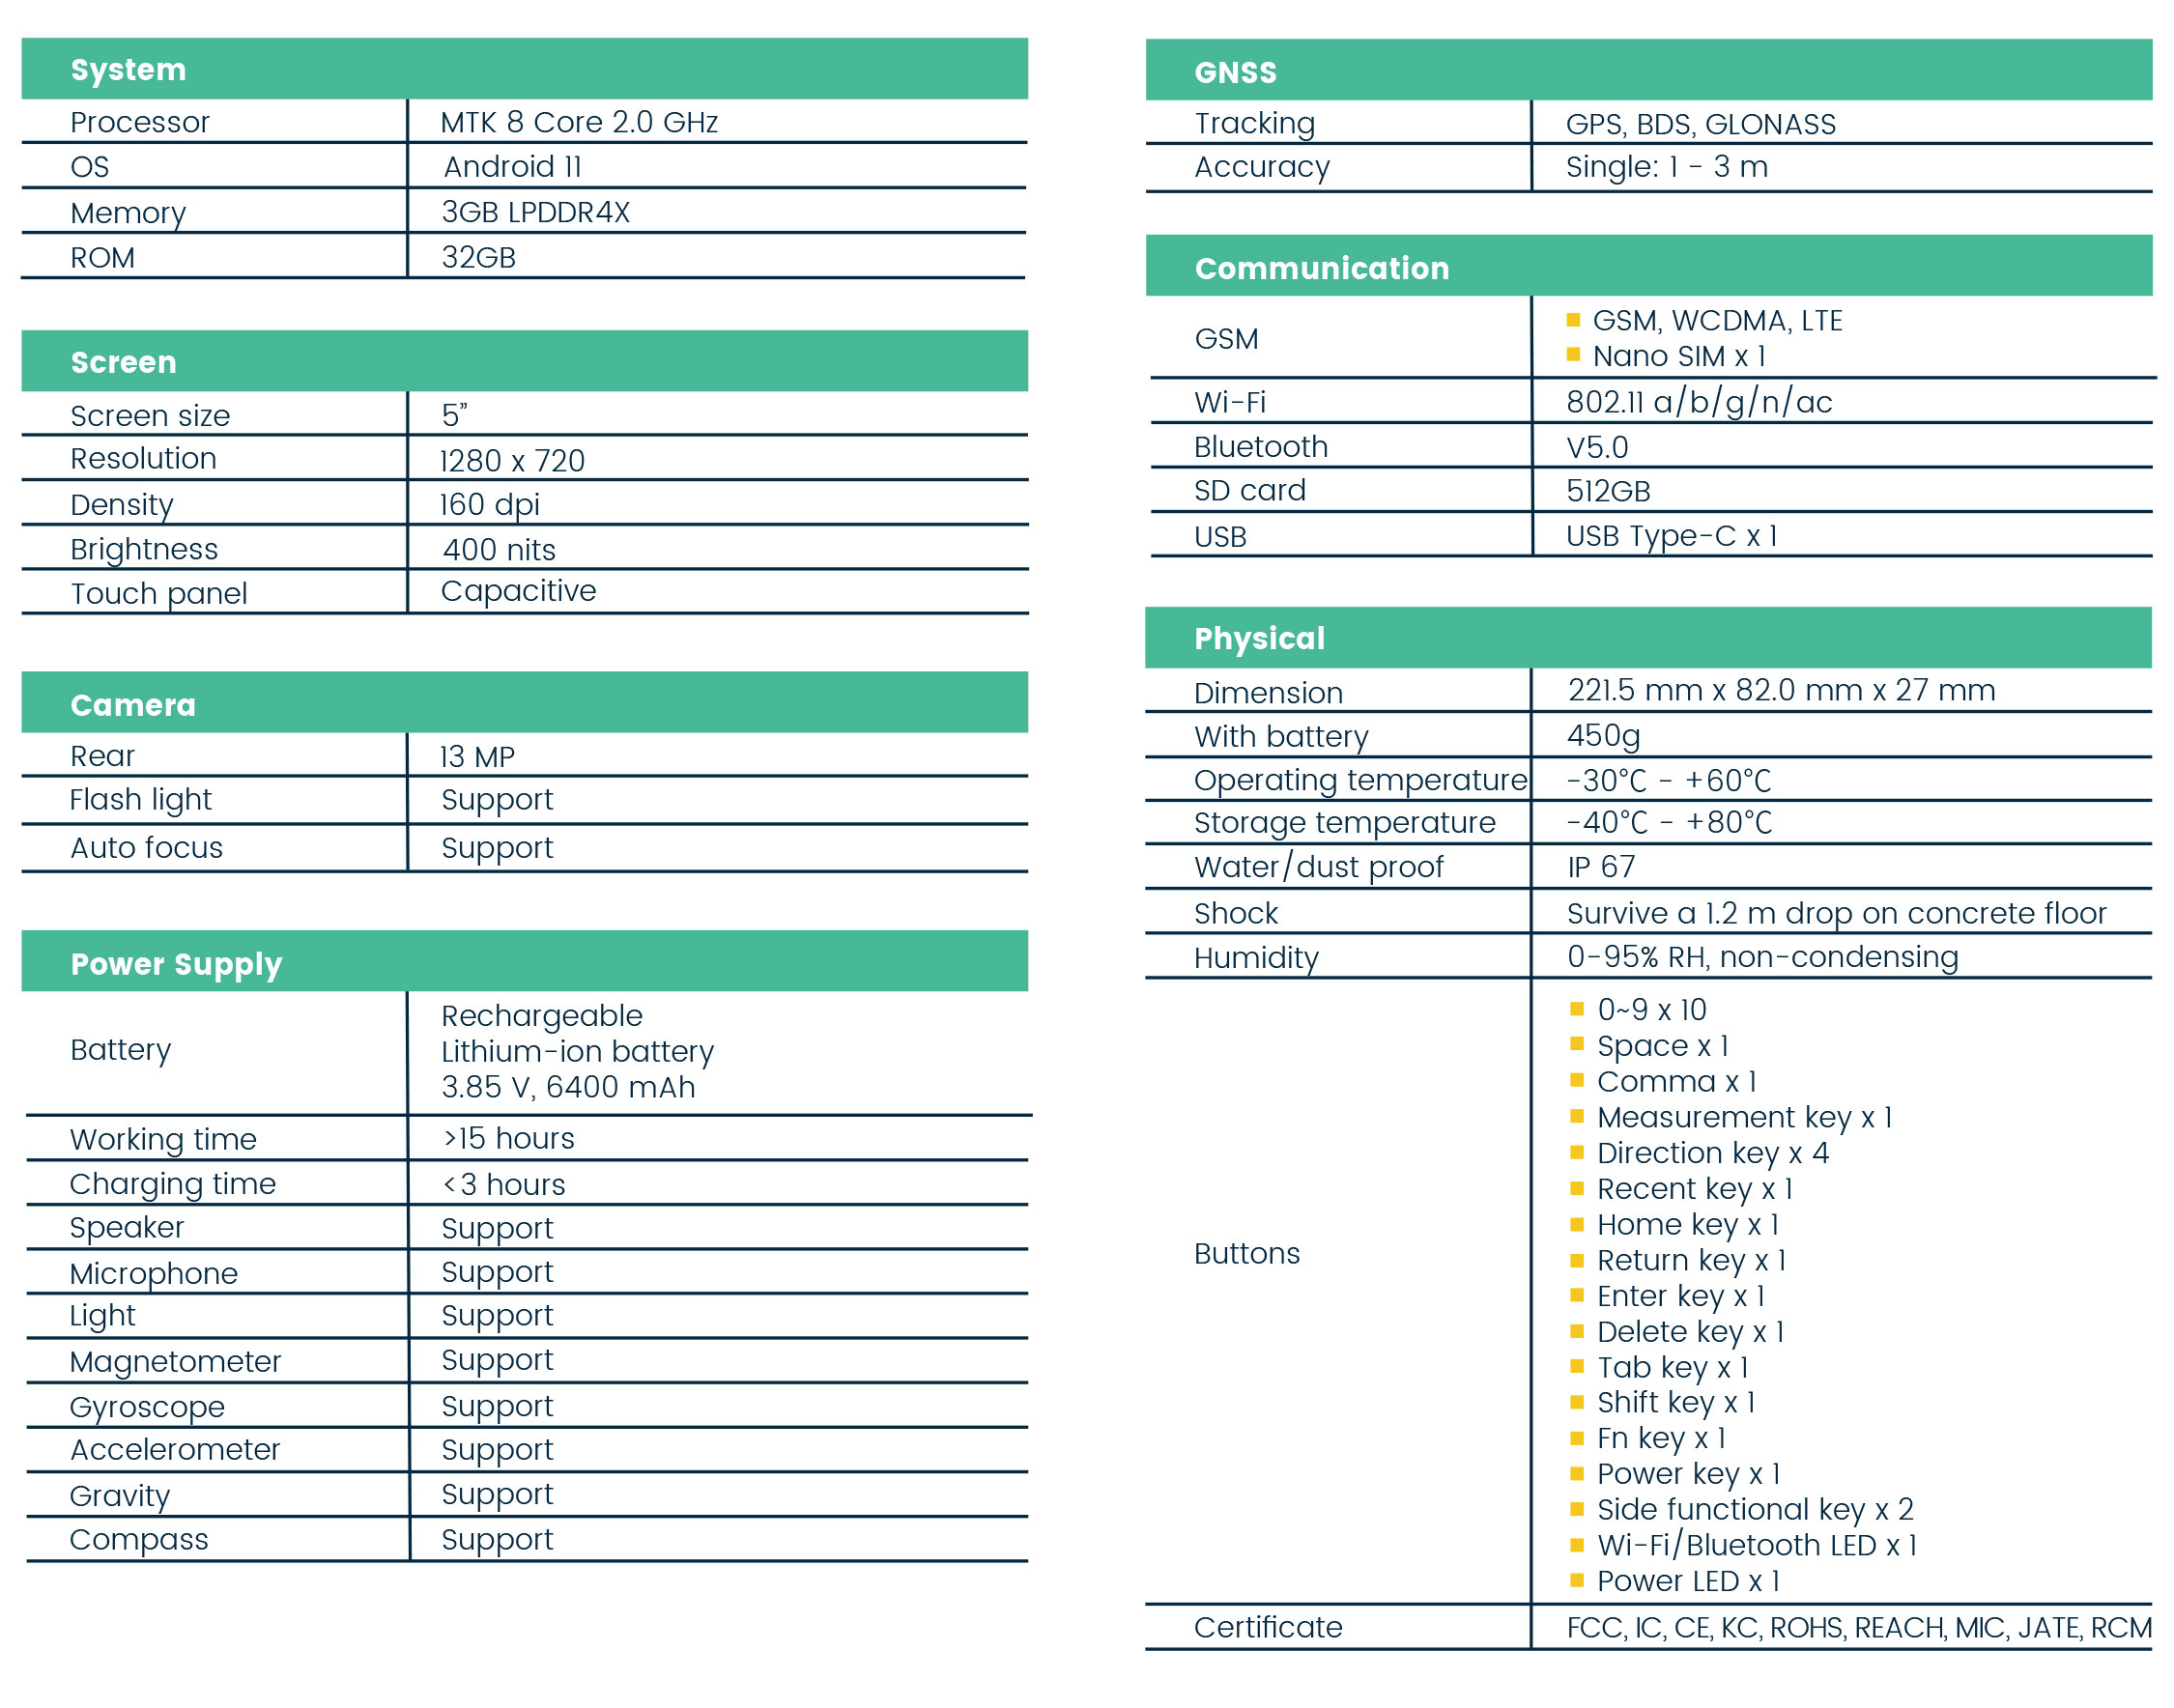 System
Processor MTK 8 Core 2.0 GHz
OS Android 11
Memory 3GB LPDDR4X
ROM 32GB
Screen
Screen size 5”
Resolution 1280 x 720
Density 160 dpi
Brightness 400 nits
Touch panel Capacitive
Camera
Rear 13 MP
Flash light Support
Auto focus Support
Power Supply
Battery
Rechargeable
Lithium-ion battery
3.85 V, 6400 mAh
Working time >15 hours
Charging time <3 hours
Speaker Support
Microphone Support
Light Support
Magnetometer Support
Gyroscope Support
Accelerometer Support
Gravity Support
Compass Support
GNSS
Tracking GPS, BDS, GLONASS
Accuracy Single: 1 - 3 m
Communication
GSM
GSM, WCDMA, LTE
Nano SIM x 1
Wi-Fi 802.11 a/b/g/n/ac
Bluetooth V5.0
SD card 512GB
USB USB Type-C x 1
Physical
Dimension 221.5 mm x 82.0 mm x 27 mm
With battery 450g
Operating temperature -30°C - +60°C
Storage temperature -40°C - +80°C
Water/dust proof IP 67
Shock Survive a 1.2 m drop on concrete floor
Humidity 0-95% RH, non-condensing
Buttons
0~9 x 10
Space x 1
Comma x 1
Measurement key x 1
Direction key x 4
Recent key x 1
Home key x 1
Return key x 1
Enter key x 1
Delete key x 1
Tab key x 1
Shift key x 1
Fn key x 1
Power key x 1
Side functional key x 2
Wi-Fi/Bluetooth LED x 1
Power LED x 1
Certificate FCC, IC, CE, KC, ROHS, REACH, MIC, JATE, RCM